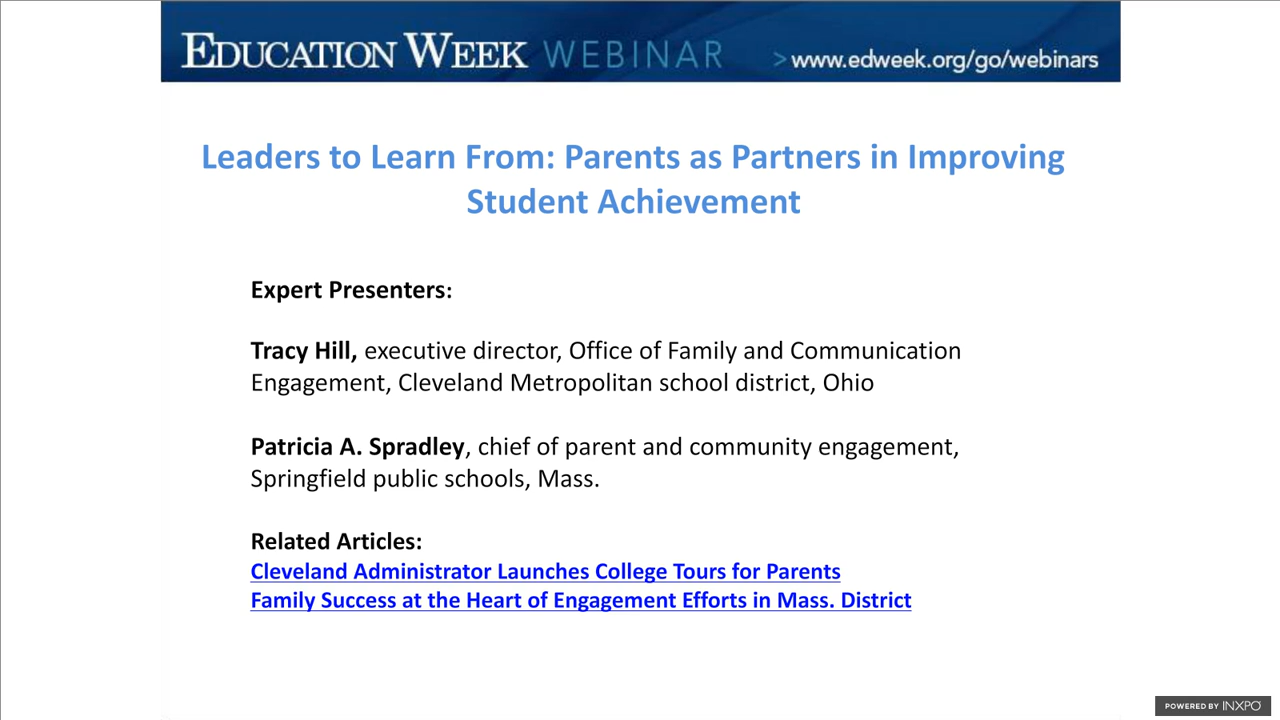 EDUCATION WEEK WEBINAR > www.edweek.org/go/webinars
Leaders to Learn From: Parents as Partners in Improving
Student Achievement
Expert Presenters:
Tracy Hill, executive director, Office of Family and Communication
Engagement, Cleveland Metropolitan school district, Ohio
Patricia A. Spradley, chief of parent and community engagement,
Springfield public schools, Mass.
Related Articles:
Cleveland Administrator Launches College Tours for Parents
Family Success at the Heart of Engagement Efforts in Mass. District
POWERED BY INXPO